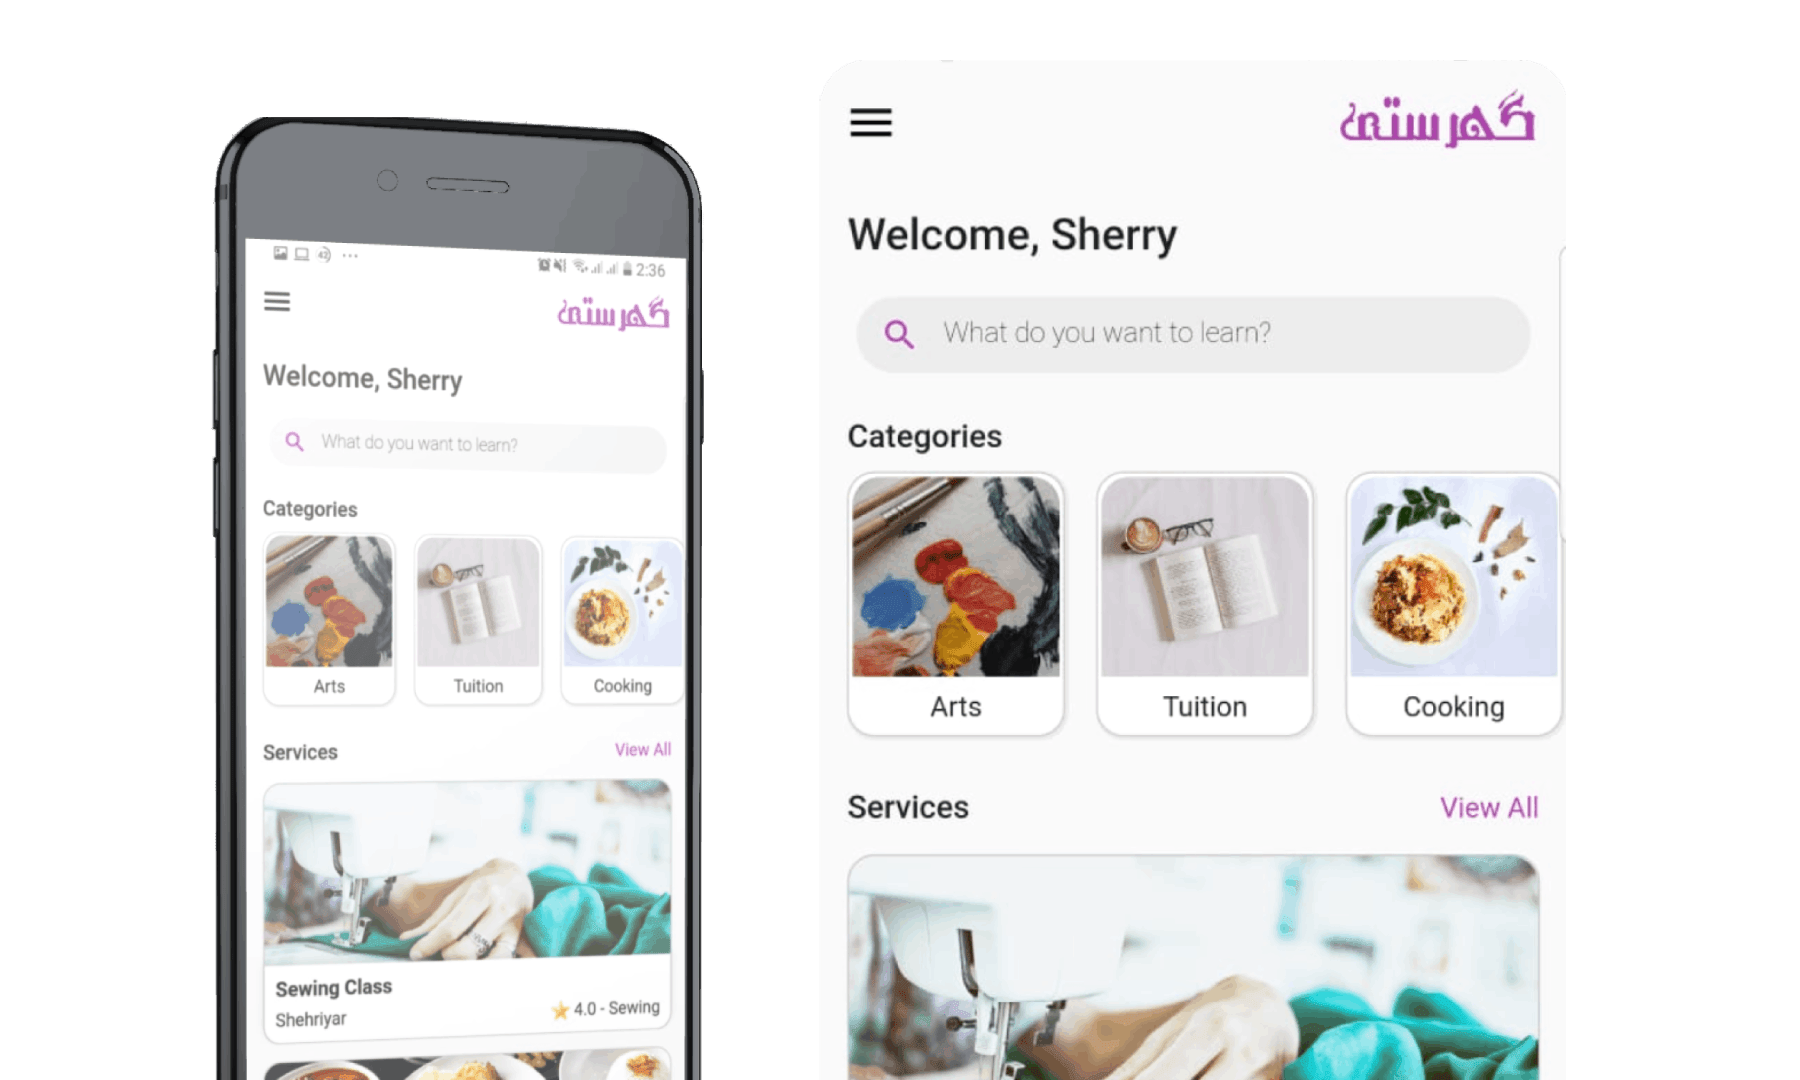 43
2:36
گھرستی
Welcome, Sherry
What do you want to learn?
Categories
Arts
Tuition
Cooking
Services
View All
Sewing Class
Shehriyar
4.0 - Sewing
گھرستی
Welcome, Sherry
What do you want to learn?
Categories
Arts
Tuition
Cooking
Services
View All